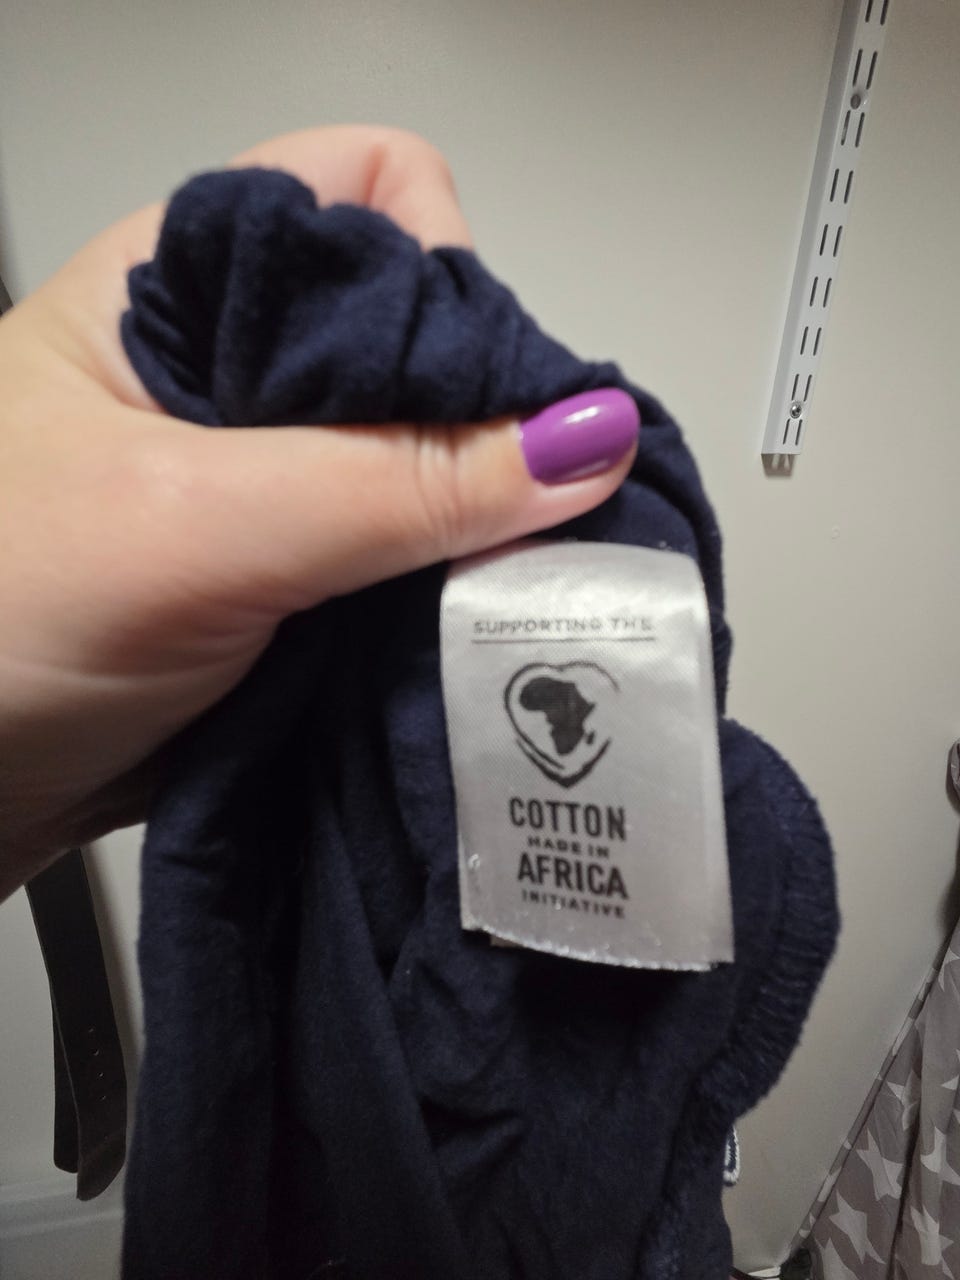 SUPPORTING THE
COTTON
MADE IN
AFRICA
INITIATIVE